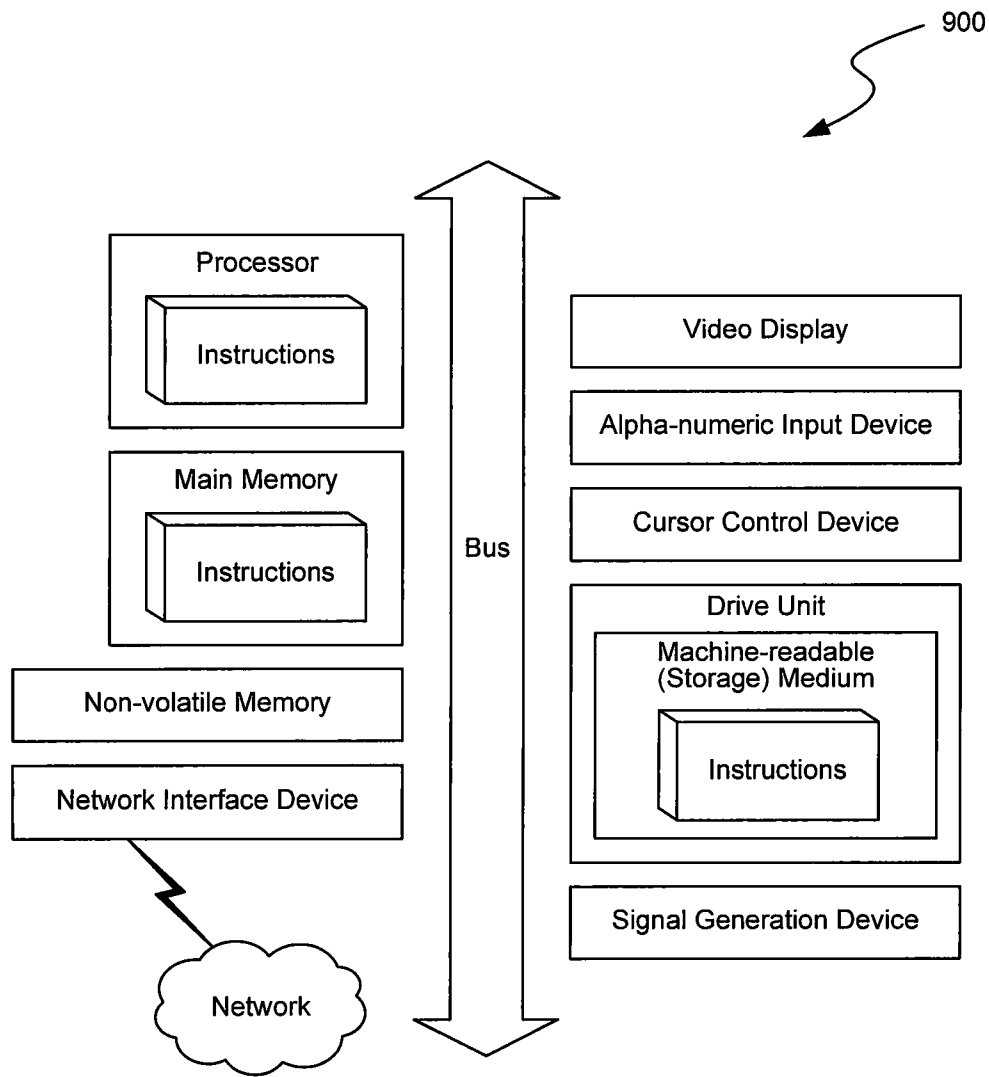 900
Processor
Instructions
Main Memory
Instructions
Non-volatile Memory
Network Interface Device
Network
Bus
Video Display
Alpha-numeric Input Device
Cursor Control Device
Drive Unit
Machine-readable
(Storage) Medium
Instructions
Signal Generation Device